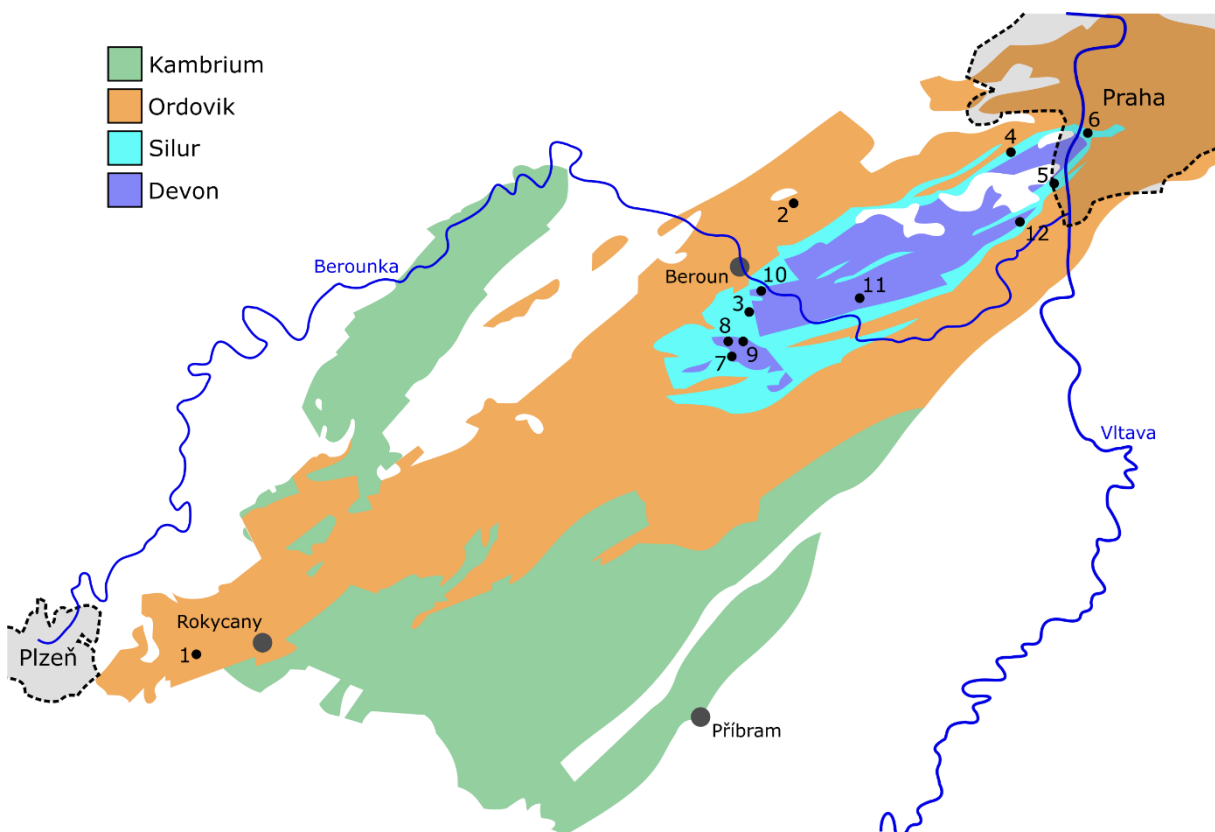 Kambrium
Ordovik
Silur
Devon
Praha
6
4
5
2
12
Berounka
Beroun
10
11
3
8
9
7
Vltava
Rokycany
1
Plzeň
Příbram